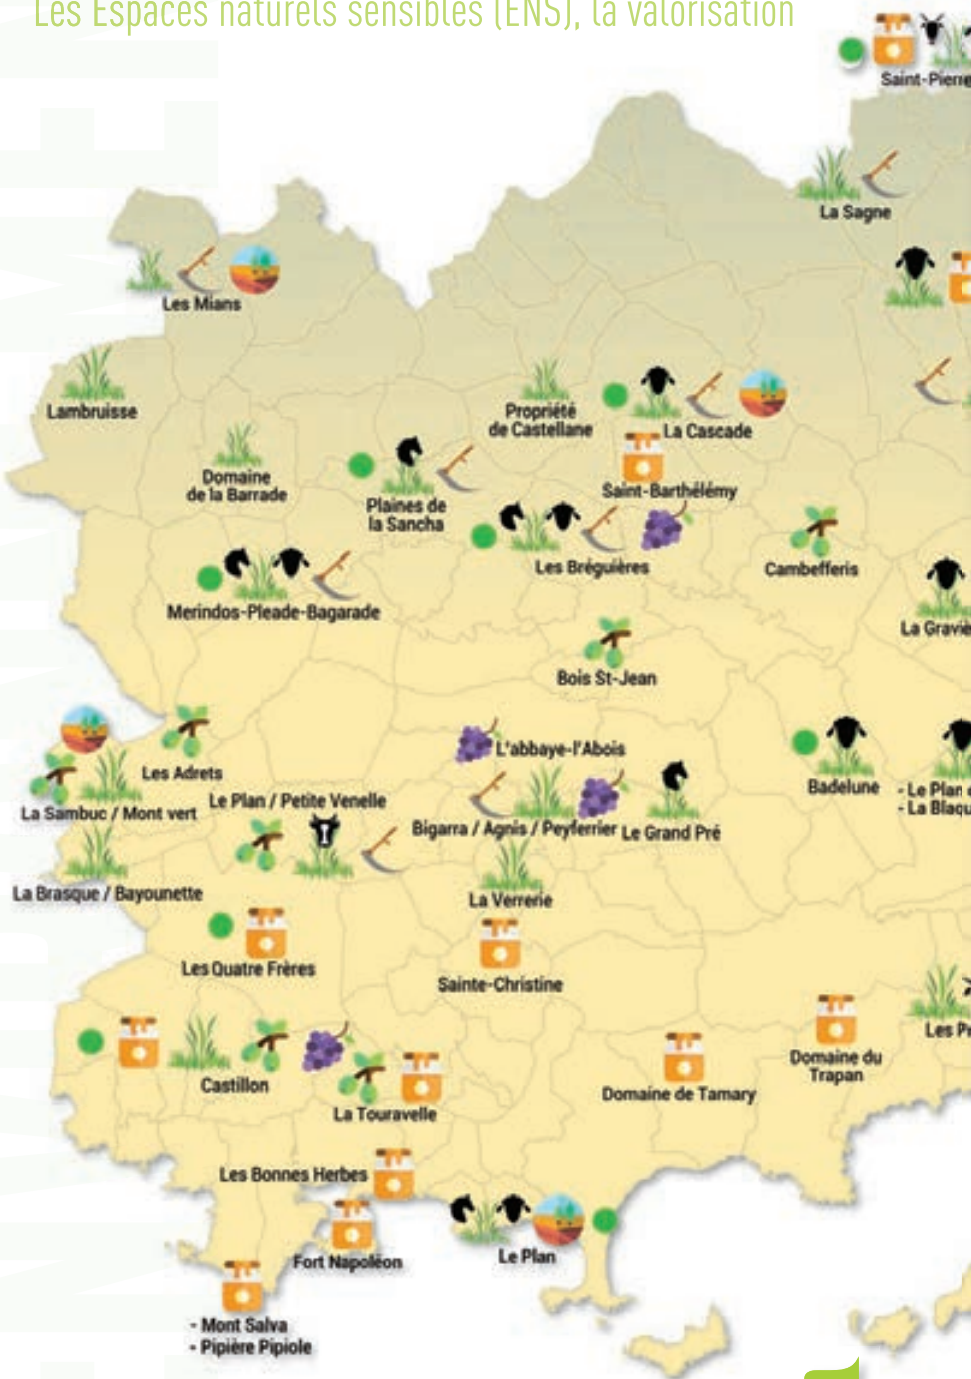 Les Espaces naturels sensibles (ENS), la valorisation
Saint-Pierre
La Sagne
Les Mians
Lambruisse
Propriété
de Castellane
La Cascade
Domaine
de la Barrade
Saint-Barthélémy
Plaines de
la Sancha
Les Bréguières
Cambefferis
Merindos-Pleade-Bagarade
La Graviè
Bois St-Jean
L'abbaye-l'Abois
Les Adrets
Badelune
- Le Plan
- La Blaqu
La Sambuc / Mont vert
Le Plan / Petite Venelle
Bigarra / Agnis / Peyferrier
Le Grand Pré
La Brasque / Bayounette
La Verrerie
Les Quatre Frères
Sainte-Christine
Les Pr
Domaine du
Trapan
Castillon
Domaine de Tamary
La Touravelle
Les Bonnes Herbes
Fort Napoléon
Le Plan
- Mont Salva
- Pipière Pipiole